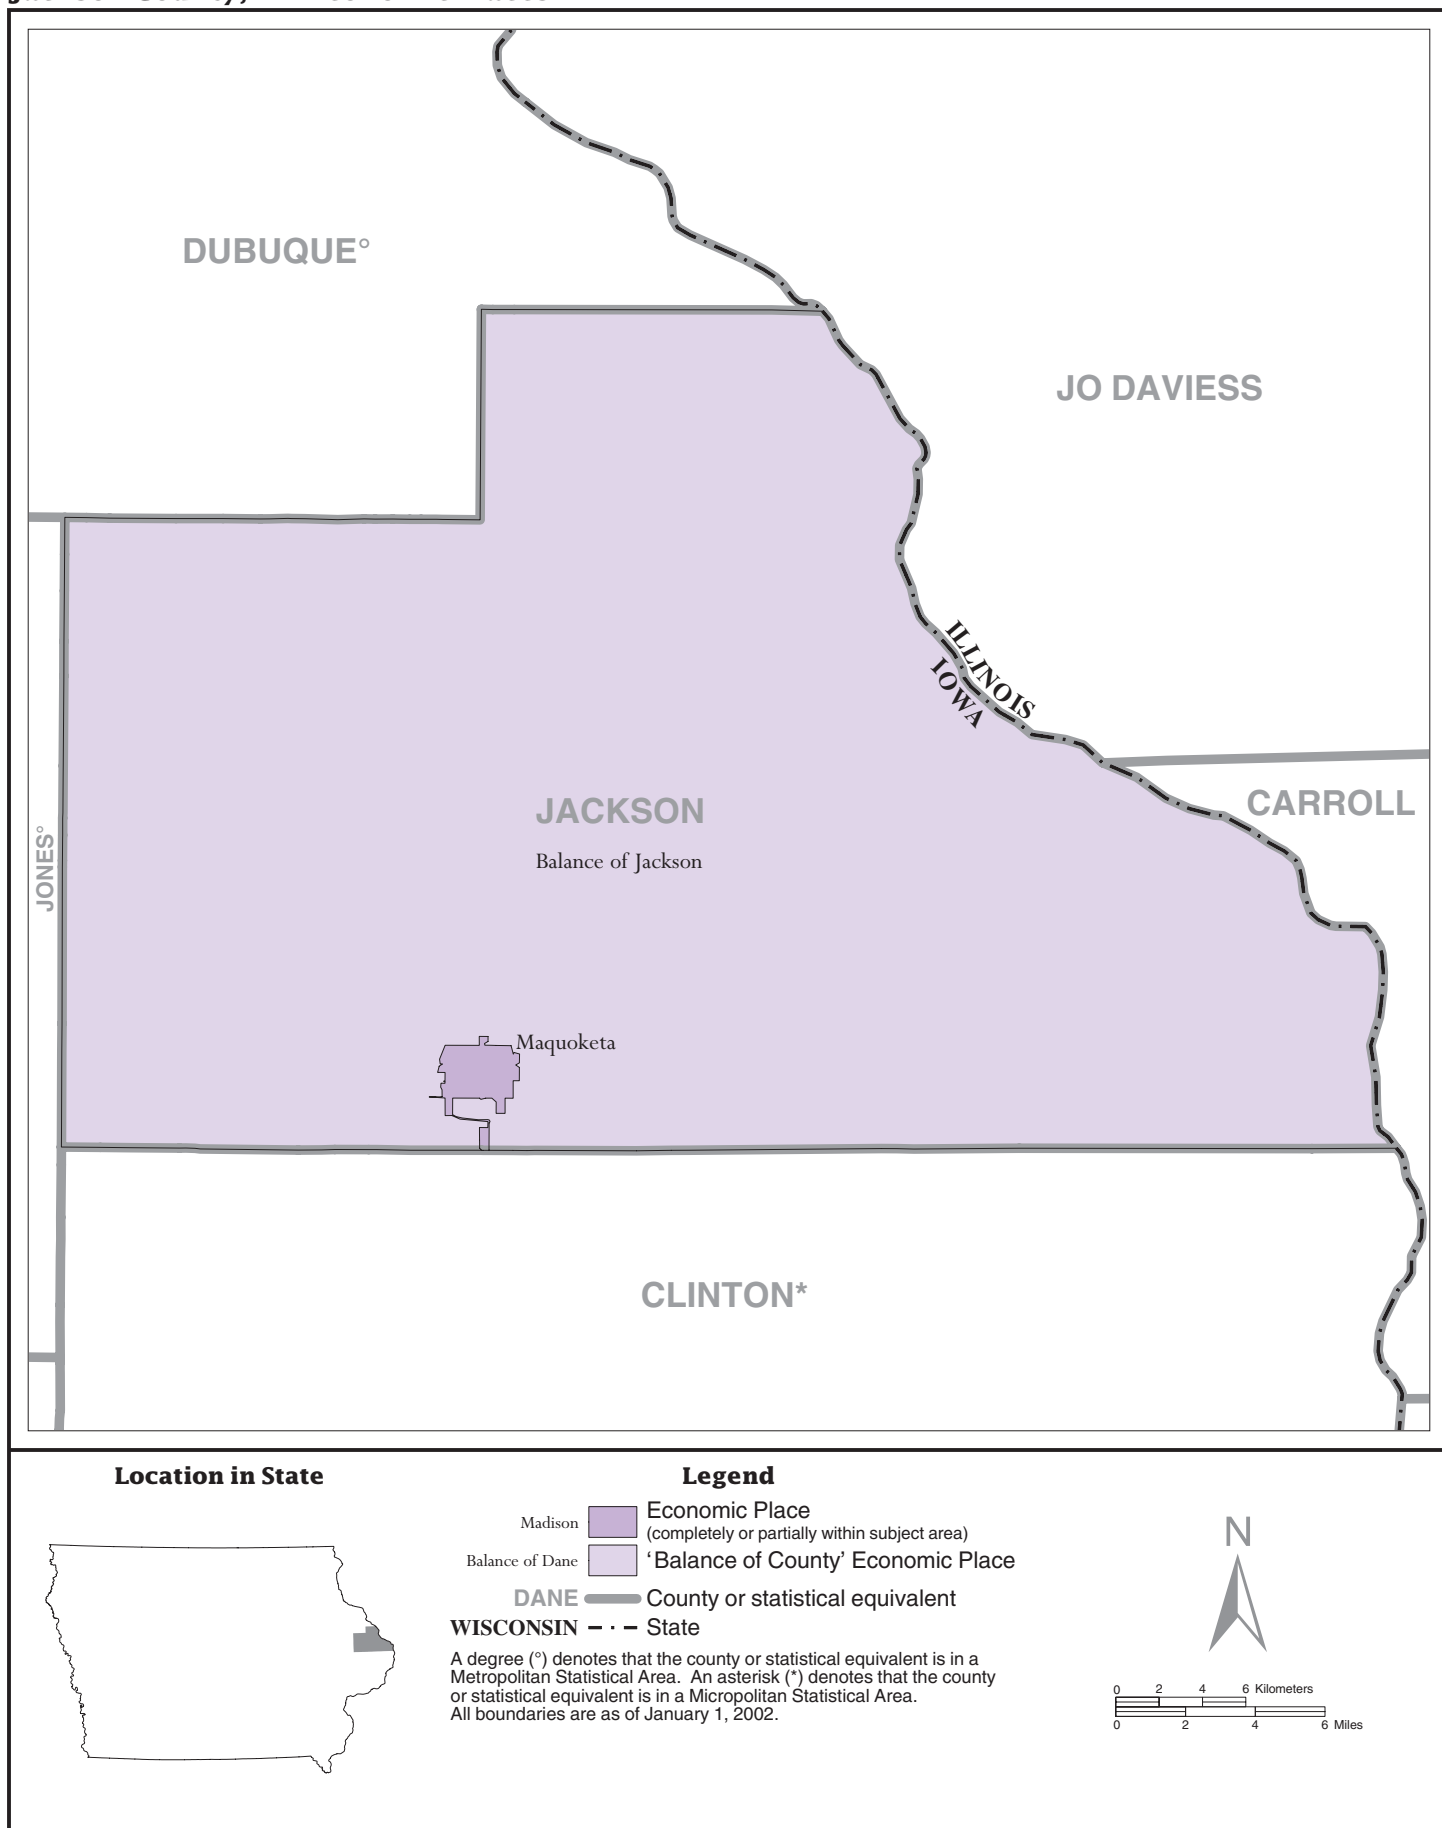 DUBUQUE°
JO DAVIESS
ILLINOIS
IOWA
JACKSON
Balance of Jackson
CARROLL
JONES°
Maquoketa
CLINTON*
Location in State
Legend
Madison
Economic Place
(completely or partially within subject area)
Balance of Dane
‘Balance of County’ Economic Place
DANE
County or statistical equivalent
WISCONSIN
State
A degree (°) denotes that the county or statistical equivalent is in a
Metropolitan Statistical Area. An asterisk (*) denotes that the county
or statistical equivalent is in a Micropolitan Statistical Area.
All boundaries are as of January 1, 2002.
N
0 2 4 6 Kilometers
0 2 4 6 Miles